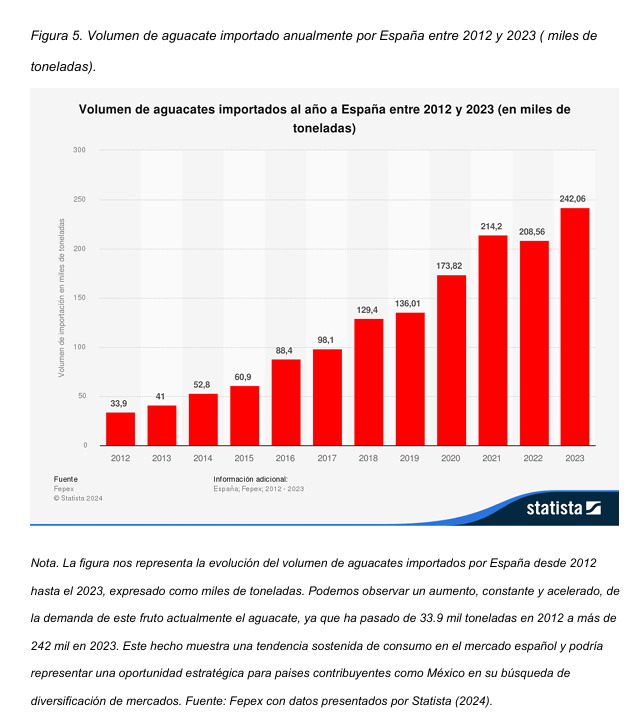 Figura 5. Volumen de aguacate importado anualmente por España entre 2012 y 2023 ( miles de
toneladas).
Volumen de aguacates importados al año a España entre 2012 y 2023 (en miles de
toneladas)
Volumen de importación en miles de toneladas
300
250
200
150
100
50
0
33,9
41
52,8
60,9
88,4
98,1
129,4
136,01
173,82
214,2
208,56
242,06
2012 2013 2014 2015 2016 2017 2018 2019 2020 2021 2022 2023
Fuente
Fepex
© Statista 2024
Información adicional:
España; Fepex; 2012 - 2023
statista
Nota. La figura nos representa la evolución del volumen de aguacates importados por España desde 2012
hasta el 2023, expresado como miles de toneladas. Podemos observar un aumento, constante y acelerado, de
la demanda de este fruto actualmente el aguacate, ya que ha pasado de 33.9 mil toneladas en 2012 a más de
242 mil en 2023. Este hecho muestra una tendencia sostenida de consumo en el mercado español y podría
representar una oportunidad estratégica para paises contribuyentes como México en su búsqueda de
diversificación de mercados. Fuente: Fepex con datos presentados por Statista (2024).